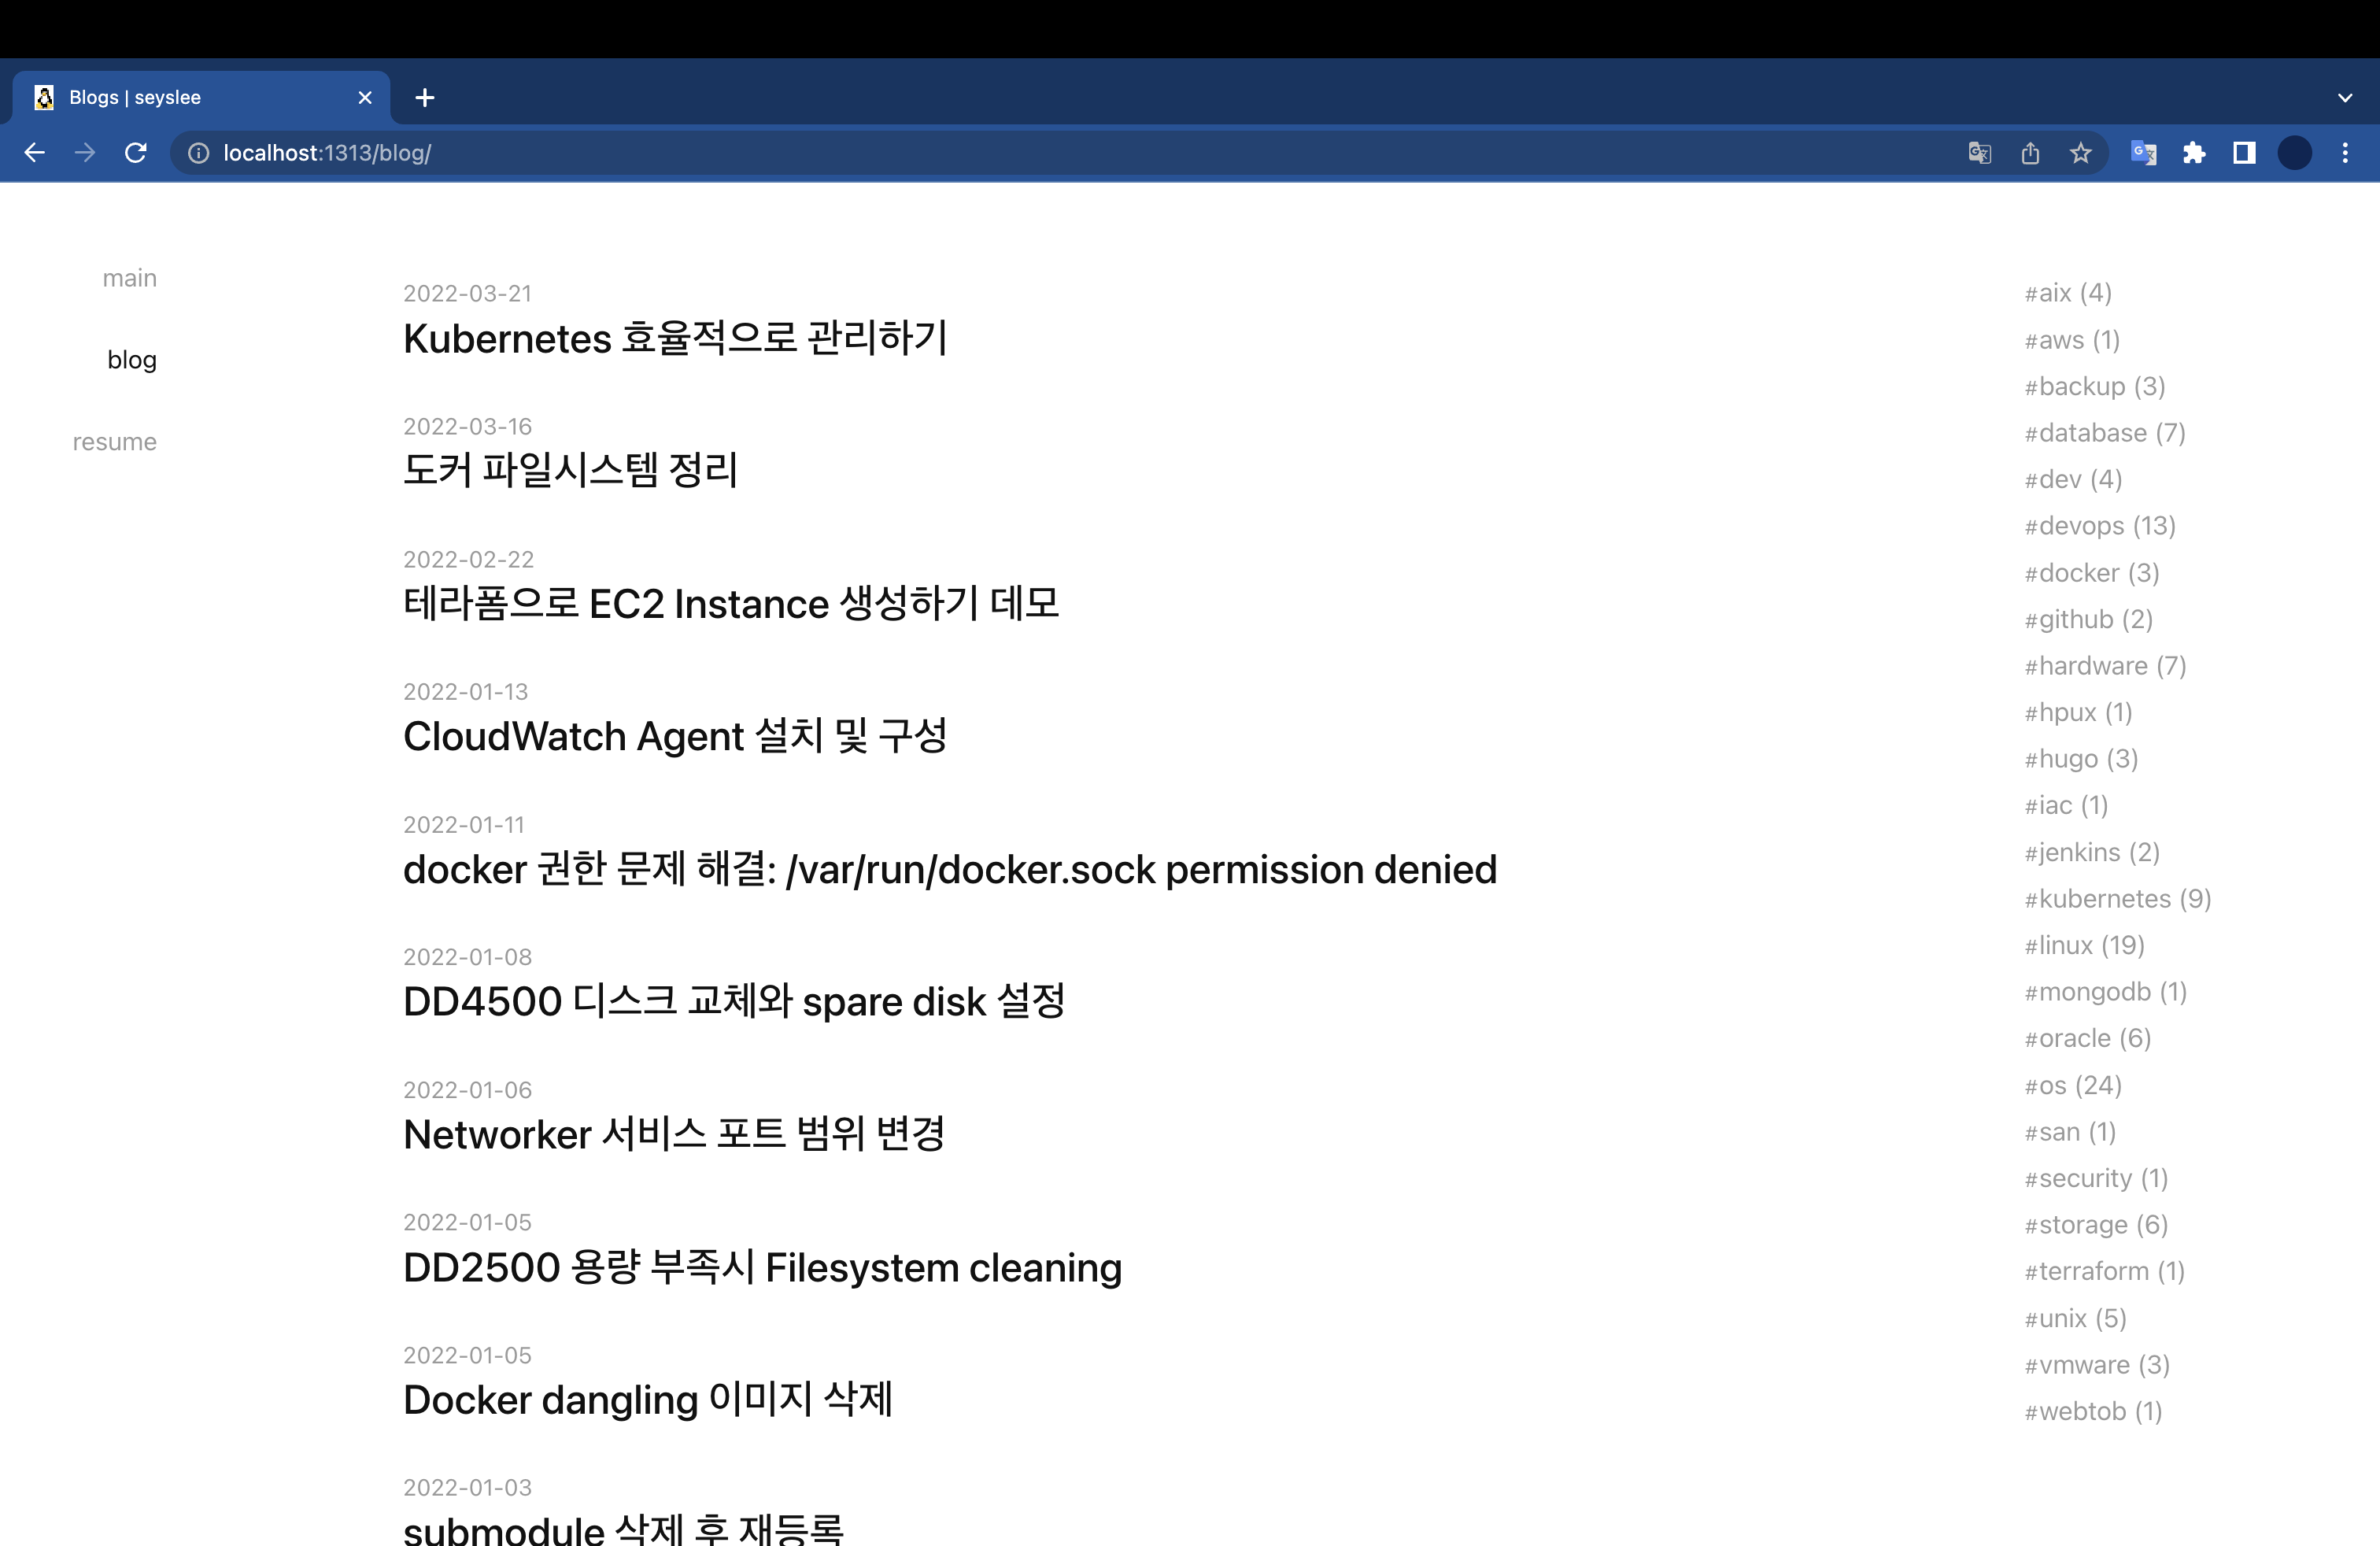 Blogs | seyslee
localhost:1313/blog/
main
blog
resume
2022-03-21
Kubernetes 효율적으로 관리하기
2022-03-16
도커 파일시스템 정리
2022-02-22
테라폼으로 EC2 Instance 생성하기 데모
2022-01-13
CloudWatch Agent 설치 및 구성
2022-01-11
docker 권한 문제 해결: /var/run/docker.sock permission denied
2022-01-08
DD4500 디스크 교체와 spare disk 설정
2022-01-06
Networker 서비스 포트 범위 변경
2022-01-05
DD2500 용량 부족시 Filesystem cleaning
2022-01-05
Docker dangling 이미지 삭제
2022-01-03
submodule 삭제 후 재등록
#aix (4)
#aws (1)
#backup (3)
#database (7)
#dev (4)
#devops (13)
#docker (3)
#github (2)
#hardware (7)
#hpux (1)
#hugo (3)
#iac (1)
#jenkins (2)
#kubernetes (9)
#linux (19)
#mongodb (1)
#oracle (6)
#os (24)
#san (1)
#security (1)
#storage (6)
#terraform (1)
#unix (5)
#vmware (3)
#webtob (1)